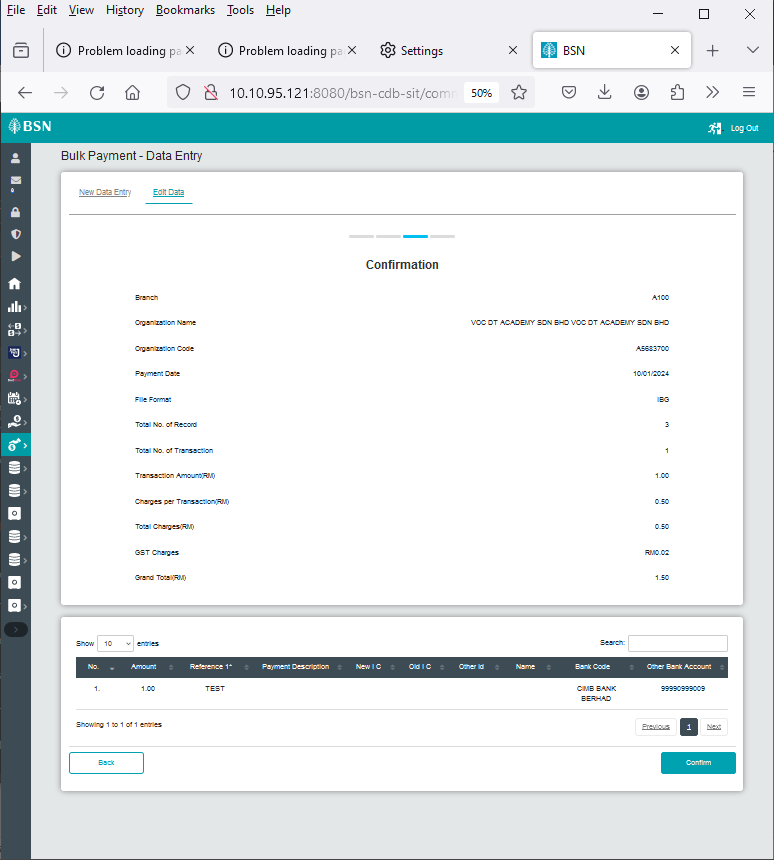 File Edit View History Bookmarks Tools Help
Problem loading pa
Problem loading pa
Settings
BSN
10.10.95.121:8080/bsn-cdb-sit/com
50%
BSN
Log Out
Bulk Payment - Data Entry
New Data Entry
Edit Data
Confirmation
Branch A100
Organization Name VOC DT ACADEMY SDN BHD VOC DT ACADEMY SDN BHD
Organization Code A5683700
Payment Date 10/01/2024
File Format IBG
Total No. of Record 3
Total No. of Transaction 1
Transaction Amount(RM) 1.00
Charges per Transaction(RM) 0.50
Total Charges(RM) 0.50
GST Charges RM0.02
Grand Total(RM) 1.50
Show 10 entries
Search:
No. Amount Reference 1* Payment Description New I C Old I C Other Id Name Bank Code Other Bank Account
1. 1.00 TEST CIMB BANK 99990999009
BERHAD
Showing 1 to 1 of 1 entries
Previous 1 Next
Back
Confirm